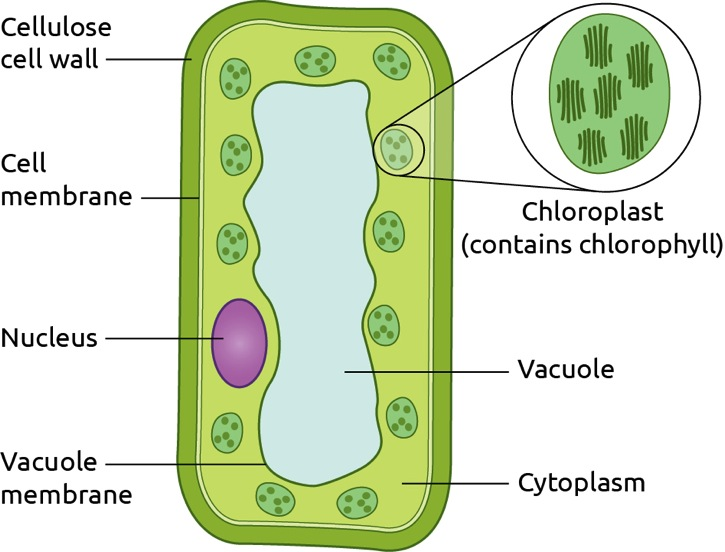 Cellulose
cell wall
Cell
membrane
Nucleus
Vacuole
membrane
Chloroplast
(contains chlorophyll)
Vacuole
Cytoplasm